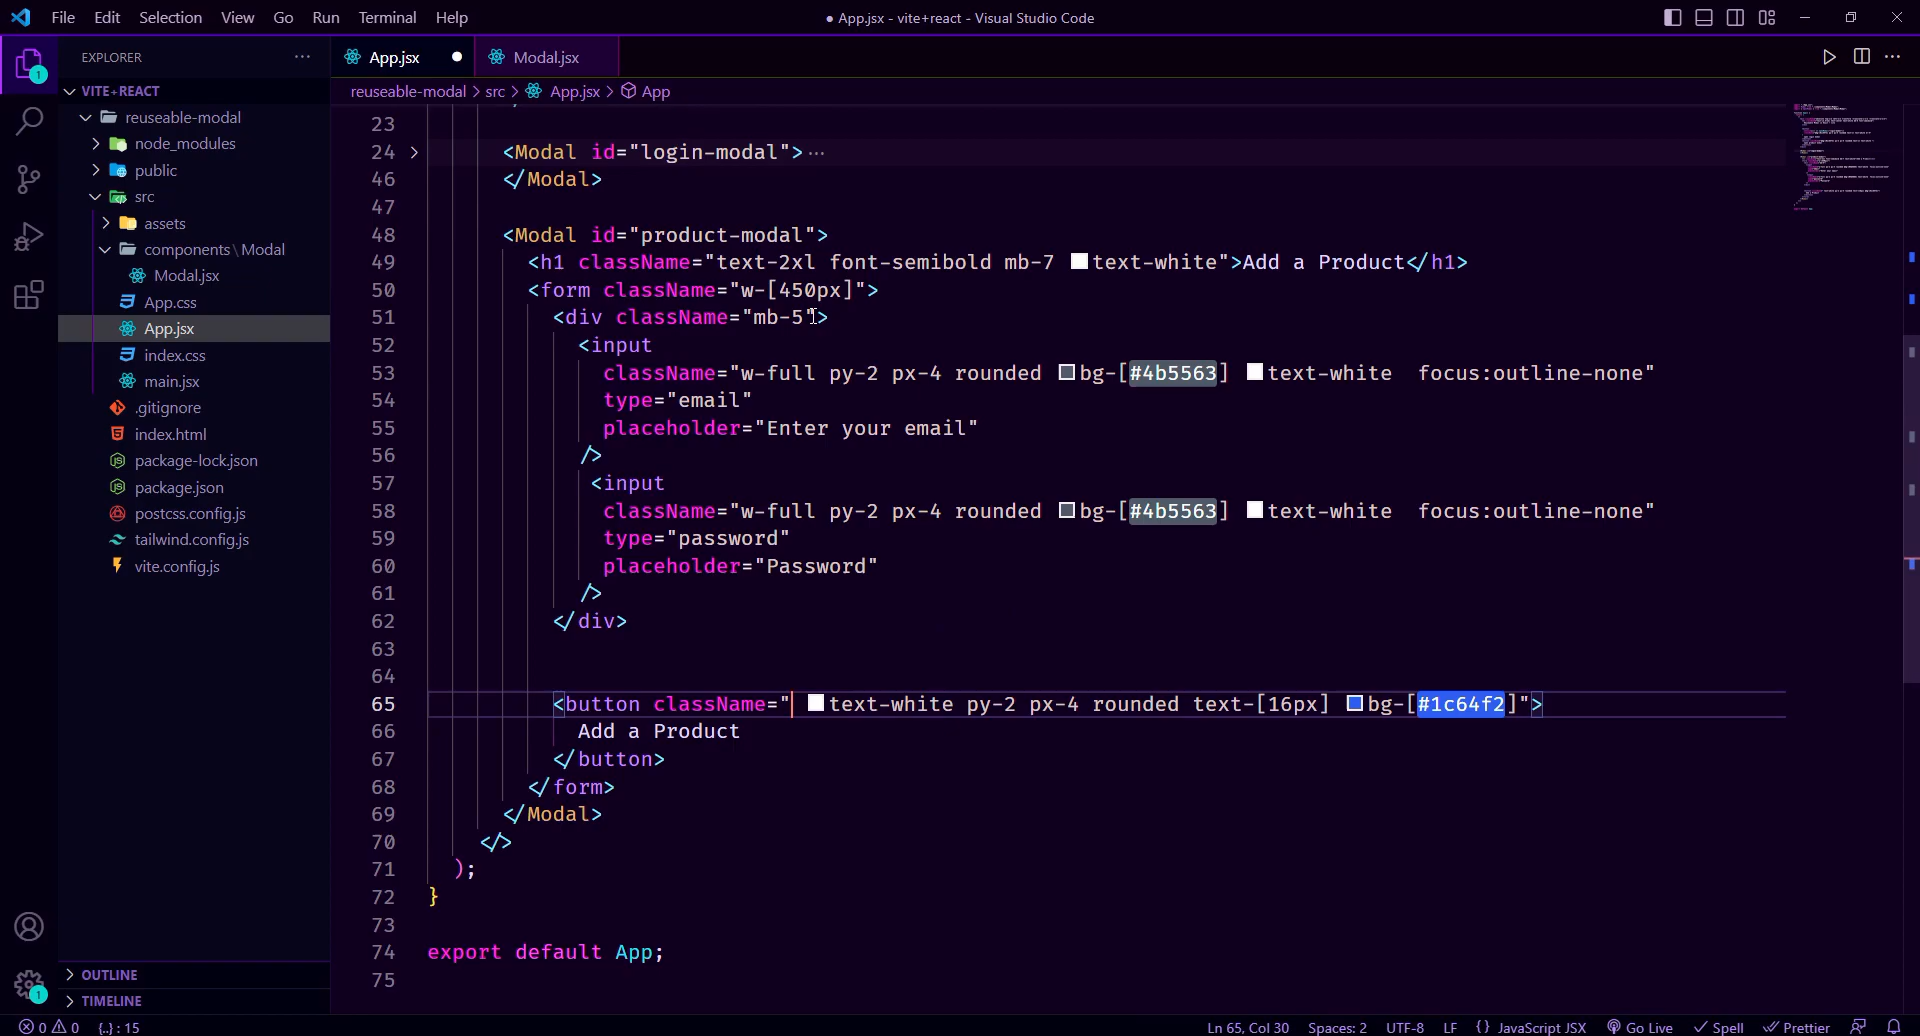 File Edit Selection View Go Run Terminal Help
● App.jsx - vite+react - Visual Studio Code
1
EXPLORER
App.jsx
Modal.jsx
VITE+REACT
reuseable-modal > src > App.jsx > App
reuseable-modal
node_modules
public
src
assets
components\Modal
Modal.jsx
App.css
App.jsx
index.css
main.jsx
.gitignore
index.html
package-lock.json
package.json
postcss.config.js
tailwind.config.js
vite.config.js
OUTLINE
TIMELINE
1
23
24 <Modal id="login-modal">···
46 </Modal>
47
48 <Modal id="product-modal">
49 <h1 className="text-2xl font-semibold mb-7 text-white">Add a Product</h1>
50 <form className="w-[450px]">
51 <div className="mb-5">
52 <input
53 className="w-full py-2 px-4 rounded bg-[#4b5563] text-white  focus:outline-none"
54 type="email"
55 placeholder="Enter your email"
56 />
57 <input
58 className="w-full py-2 px-4 rounded bg-[#4b5563] text-white  focus:outline-none"
59 type="password"
60 placeholder="Password"
61 />
62 </div>
63
64
65 <button className=" text-white py-2 px-4 rounded text-[16px] bg-[#1c64f2]">
66 Add a Product
67 </button>
68 </form>
69 </Modal>
70 </>
71 );
72 }
73
74 export default App;
75
0 0 {..} : 15
Ln 65, Col 30 Spaces: 2 UTF-8 LF {} JavaScript JSX Go Live Spell Prettier